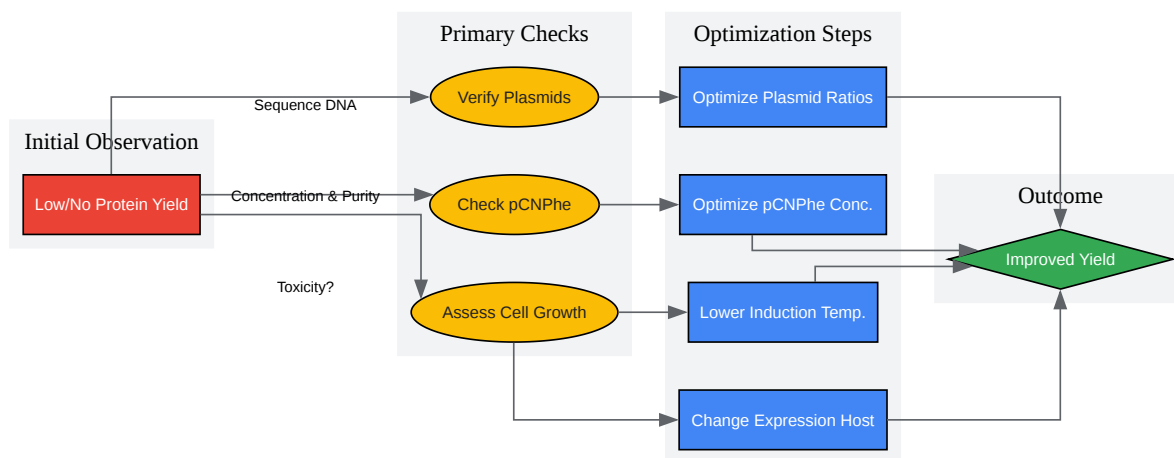 Primary Checks
Optimization Steps
Verify Plasmids
Optimize Plasmid Ratios
Sequence DNA
Initial Observation
Low/No Protein Yield
Concentration & Purity
Check pCNPhe
Optimize pCNPhe Conc.
Outcome
Improved Yield
Toxicity?
Assess Cell Growth
Lower Induction Temp.
Change Expression Host